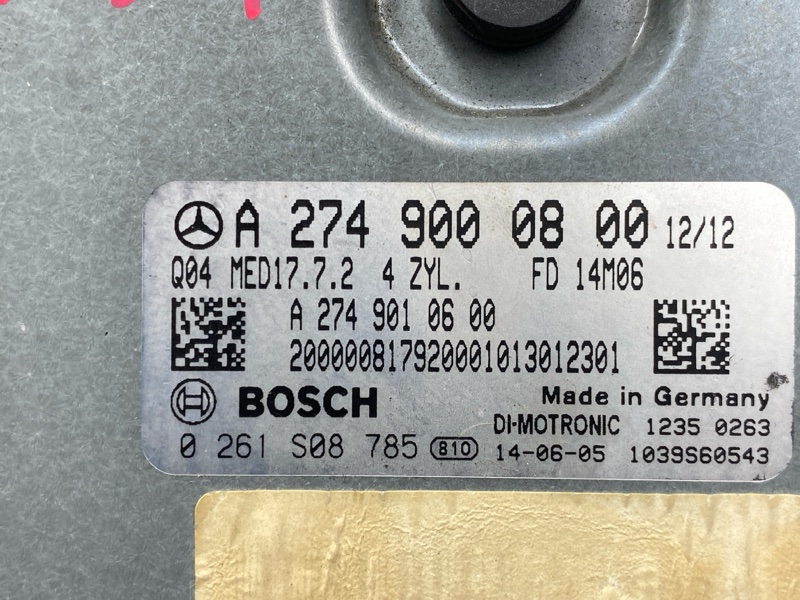 A 274 900 08 00 12/12
Q04 MED17.7.2 4 ZYL. FD 14M06
A 274 901 06 00
200000817920001013012301
BOSCH Made in Germany
DI-MOTRONIC 1235 0263
0 261 S08 785 810 14-06-05 1039S60543